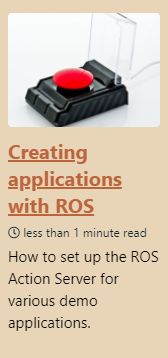 Creating
applications
with ROS
less than 1 minute read
How to set up the ROS
Action Server for
various demo
applications.